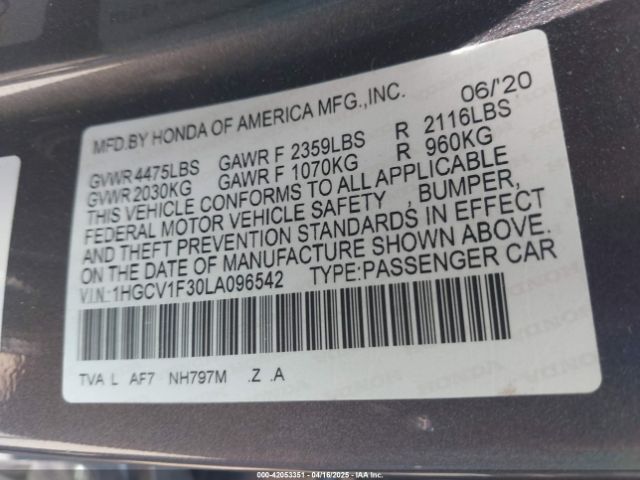 MFD.BY HONDA OF AMERICA MFG.,INC. 06/'20
GVWR 4475LBS GAWR F 2359LBS R 2116LBS
GVWR 2030KG GAWR F 1070KG R 960KG
THIS VEHICLE CONFORMS TO ALL APPLICABLE
FEDERAL MOTOR VEHICLE SAFETY , BUMPER,
AND THEFT PREVENTION STANDARDS IN EFFECT
ON THE DATE OF MANUFACTURE SHOWN ABOVE.
V.I.N.:1HGCV1F30LA096542 TYPE:PASSENGER CAR
TVA L AF7 NH797M .Z .A
000-42053351 | 04/16/2025 | IAA Inc.